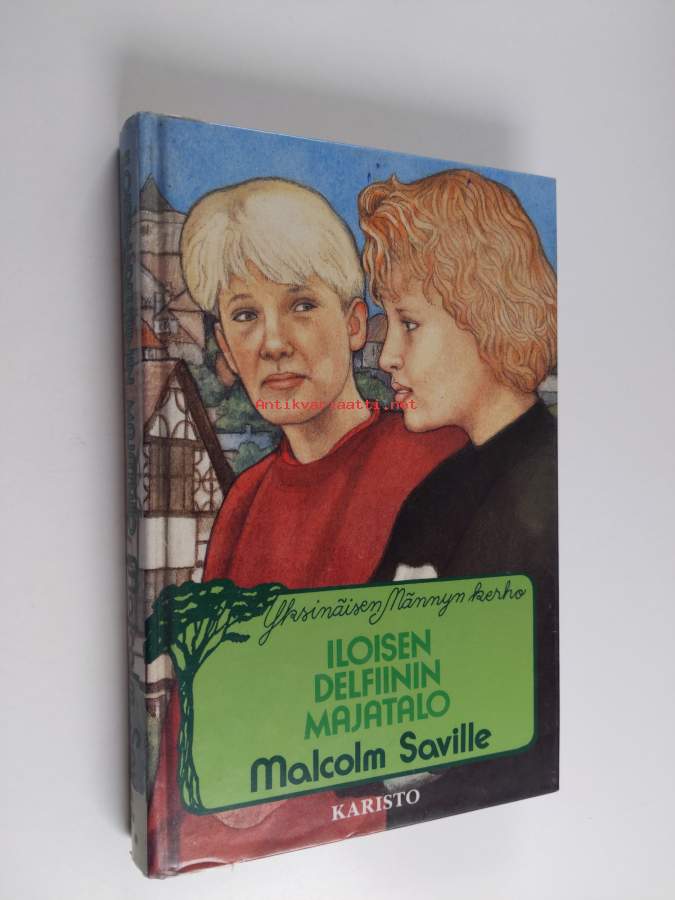 Antikvariaatti.net
Yksinäisen Männyn kerho
ILOISEN
DELFIININ
MAJATALO
Malcolm Saville
KARISTO